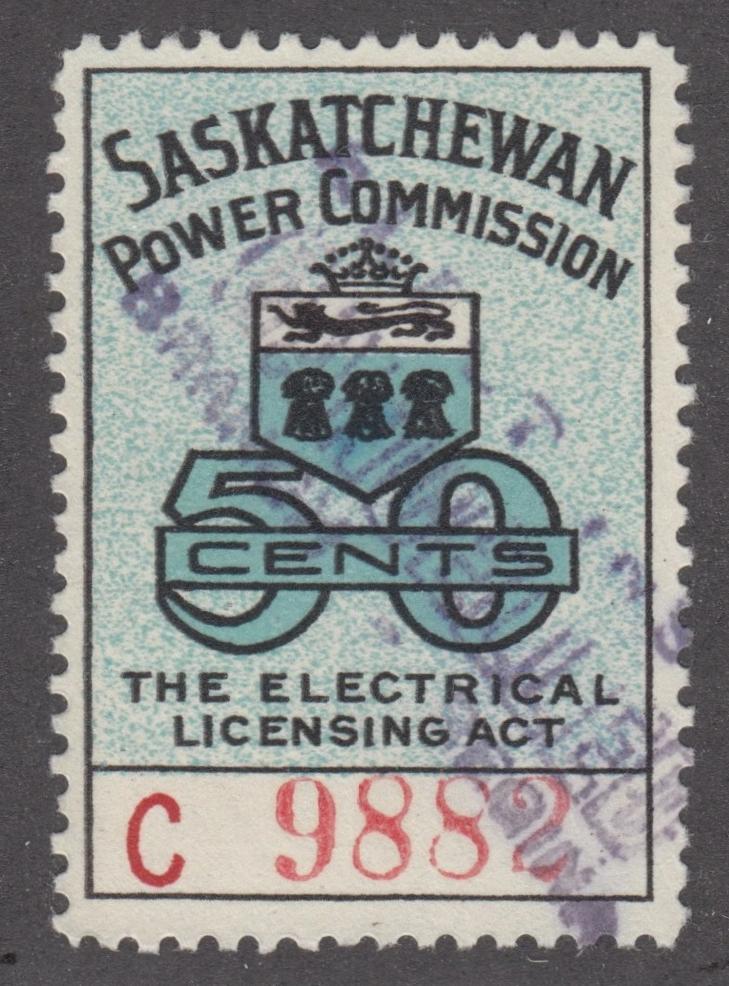 SASKATCHEWAN
POWER COMMISSION
50
CENTS
THE ELECTRICAL
LICENSING ACT
C 9882